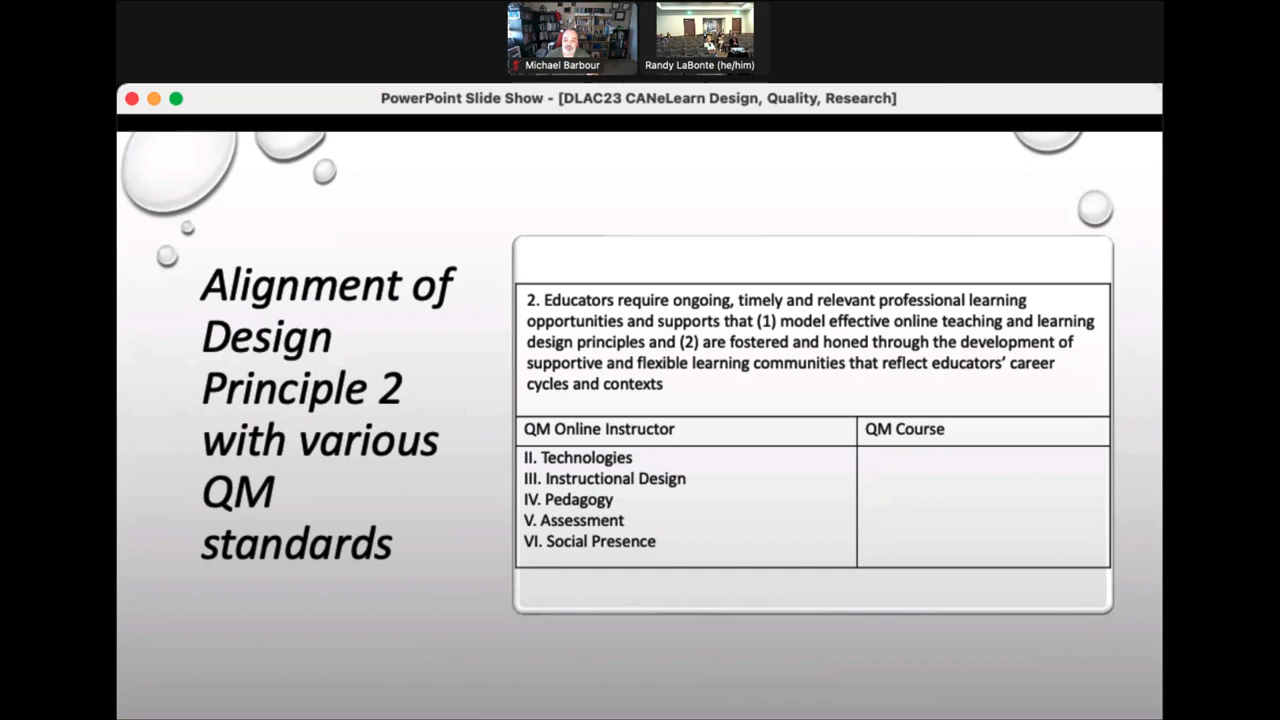 Michael Barbour
Randy LaBonte (he/him)
PowerPoint Slide Show - [DLAC23 CANeLearn Design, Quality, Research]
Alignment of
Design
Principle 2
with various
QM
standards
2. Educators require ongoing, timely and relevant professional learning
opportunities and supports that (1) model effective online teaching and learning
design principles and (2) are fostered and honed through the development of
supportive and flexible learning communities that reflect educators’ career
cycles and contexts
QM Online Instructor
QM Course
II. Technologies
III. Instructional Design
IV. Pedagogy
V. Assessment
VI. Social Presence